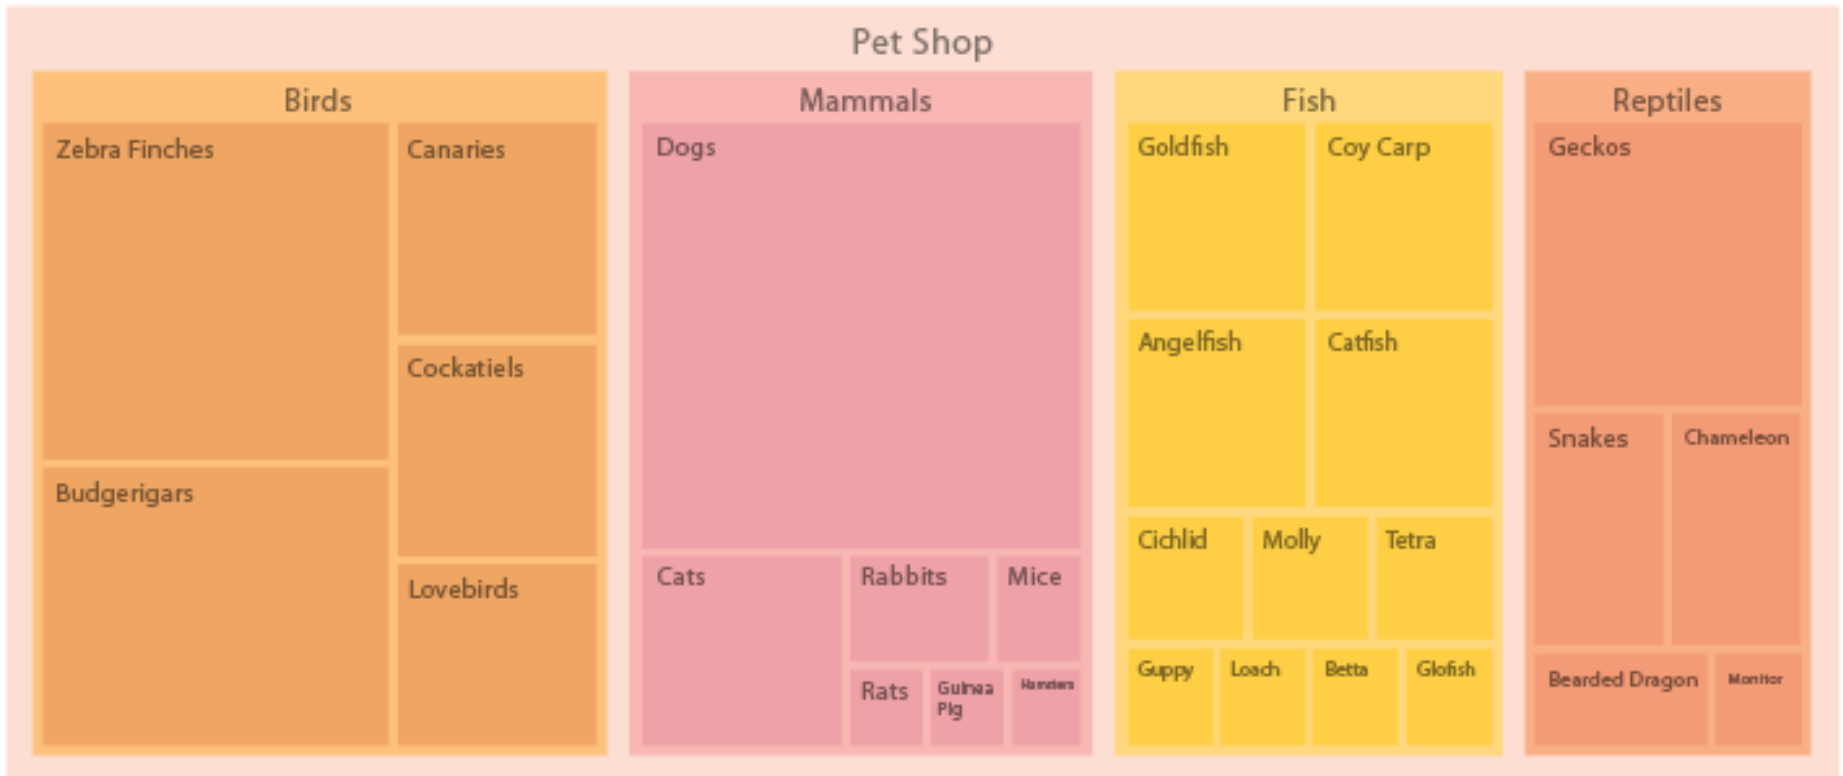 Pet Shop
Birds
Zebra Finches
Canaries
Cockatiels
Budgerigars
Lovebirds
Mammals
Dogs
Cats
Rabbits
Mice
Rats
Guinea
Pig
Hamsters
Fish
Goldfish
Coy Carp
Angelfish
Catfish
Cichlid
Molly
Tetra
Guppy
Loach
Betta
Glofish
Reptiles
Geckos
Snakes
Chameleon
Bearded Dragon
Monitor